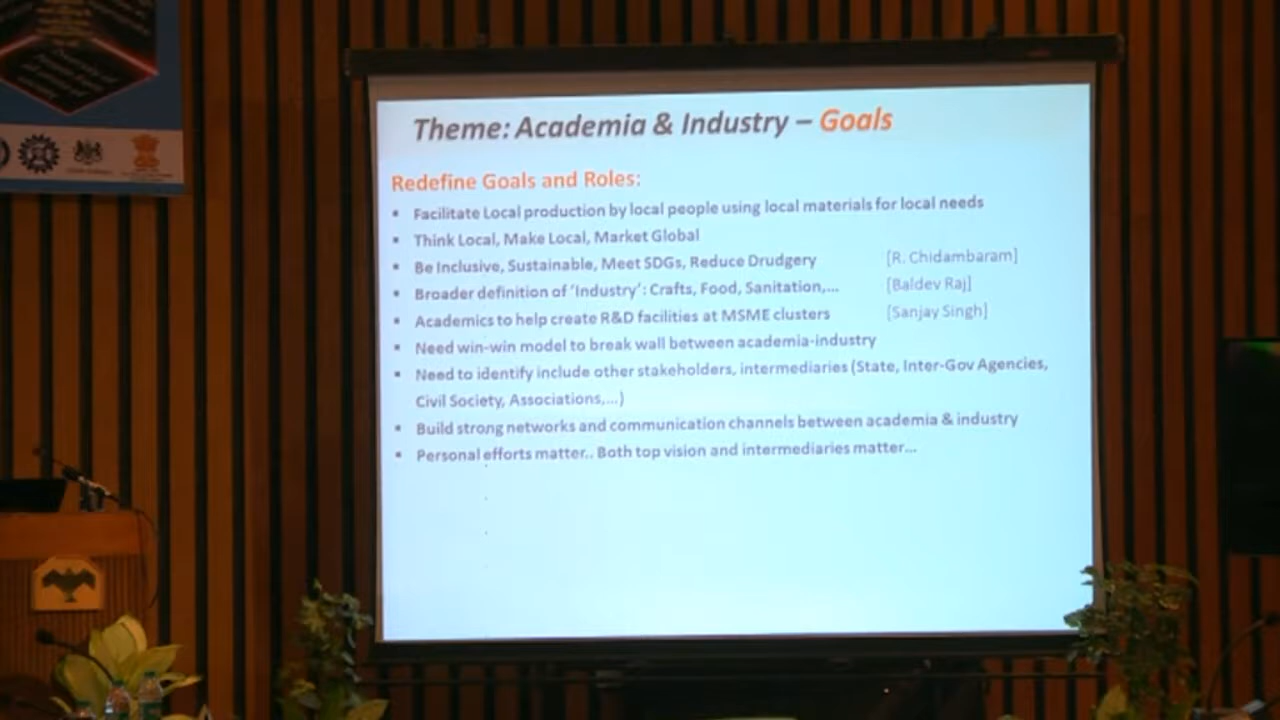 Theme: Academia & Industry – Goals
Redefine Goals and Roles:
▪ Facilitate Local production by local people using local materials for local needs
▪ Think Local, Make Local, Market Global
▪ Be Inclusive, Sustainable, Meet SDGs, Reduce Drudgery [R. Chidambaram]
▪ Broader definition of 'Industry': Crafts, Food, Sanitation,... [Baldev Raj]
▪ Academics to help create R&D facilities at MSME clusters [Sanjay Singh]
▪ Need win-win model to break wall between academia-industry
▪ Need to identify include other stakeholders, intermediaries (State, Inter-Gov Agencies,
Civil Society, Associations,...)
▪ Build strong networks and communication channels between academia & industry
▪ Personal efforts matter.. Both top vision and intermediaries matter...